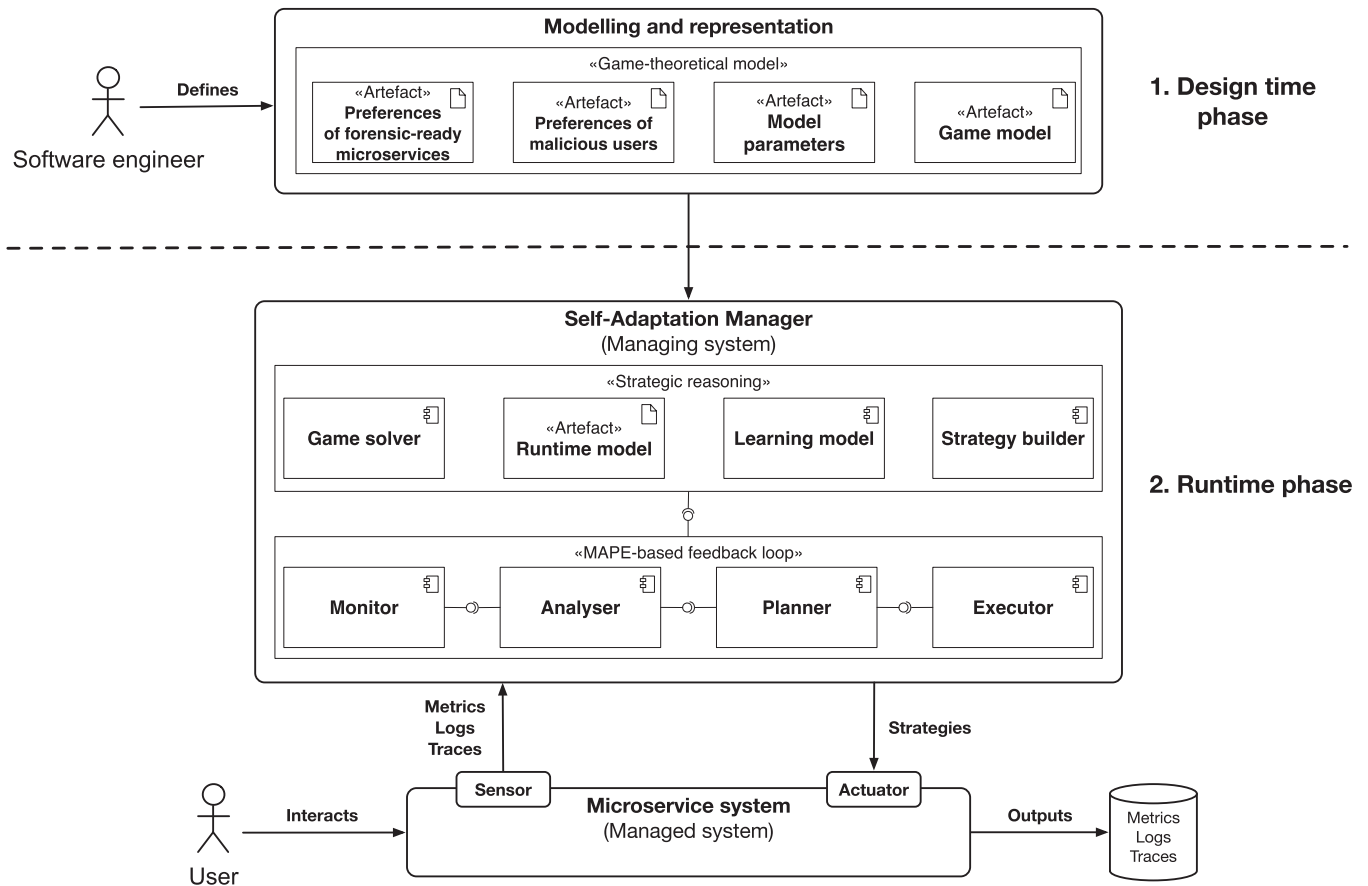 Modelling and representation
«Game-theoretical model»
1. Design time
phase
Defines
Software engineer
«Artefact»
Preferences
of forensic-ready
microservices
«Artefact»
Preferences of
malicious users
«Artefact»
Model
parameters
«Artefact»
Game model
Self-Adaptation Manager
(Managing system)
«Strategic reasoning»
Game solver
«Artefact»
Runtime model
Learning model
Strategy builder
2. Runtime phase
«MAPE-based feedback loop»
Monitor
Analyser
Planner
Executor
Metrics
Logs
Traces
Strategies
Sensor
Actuator
Microservice system
(Managed system)
Interacts
User
Outputs
Metrics
Logs
Traces